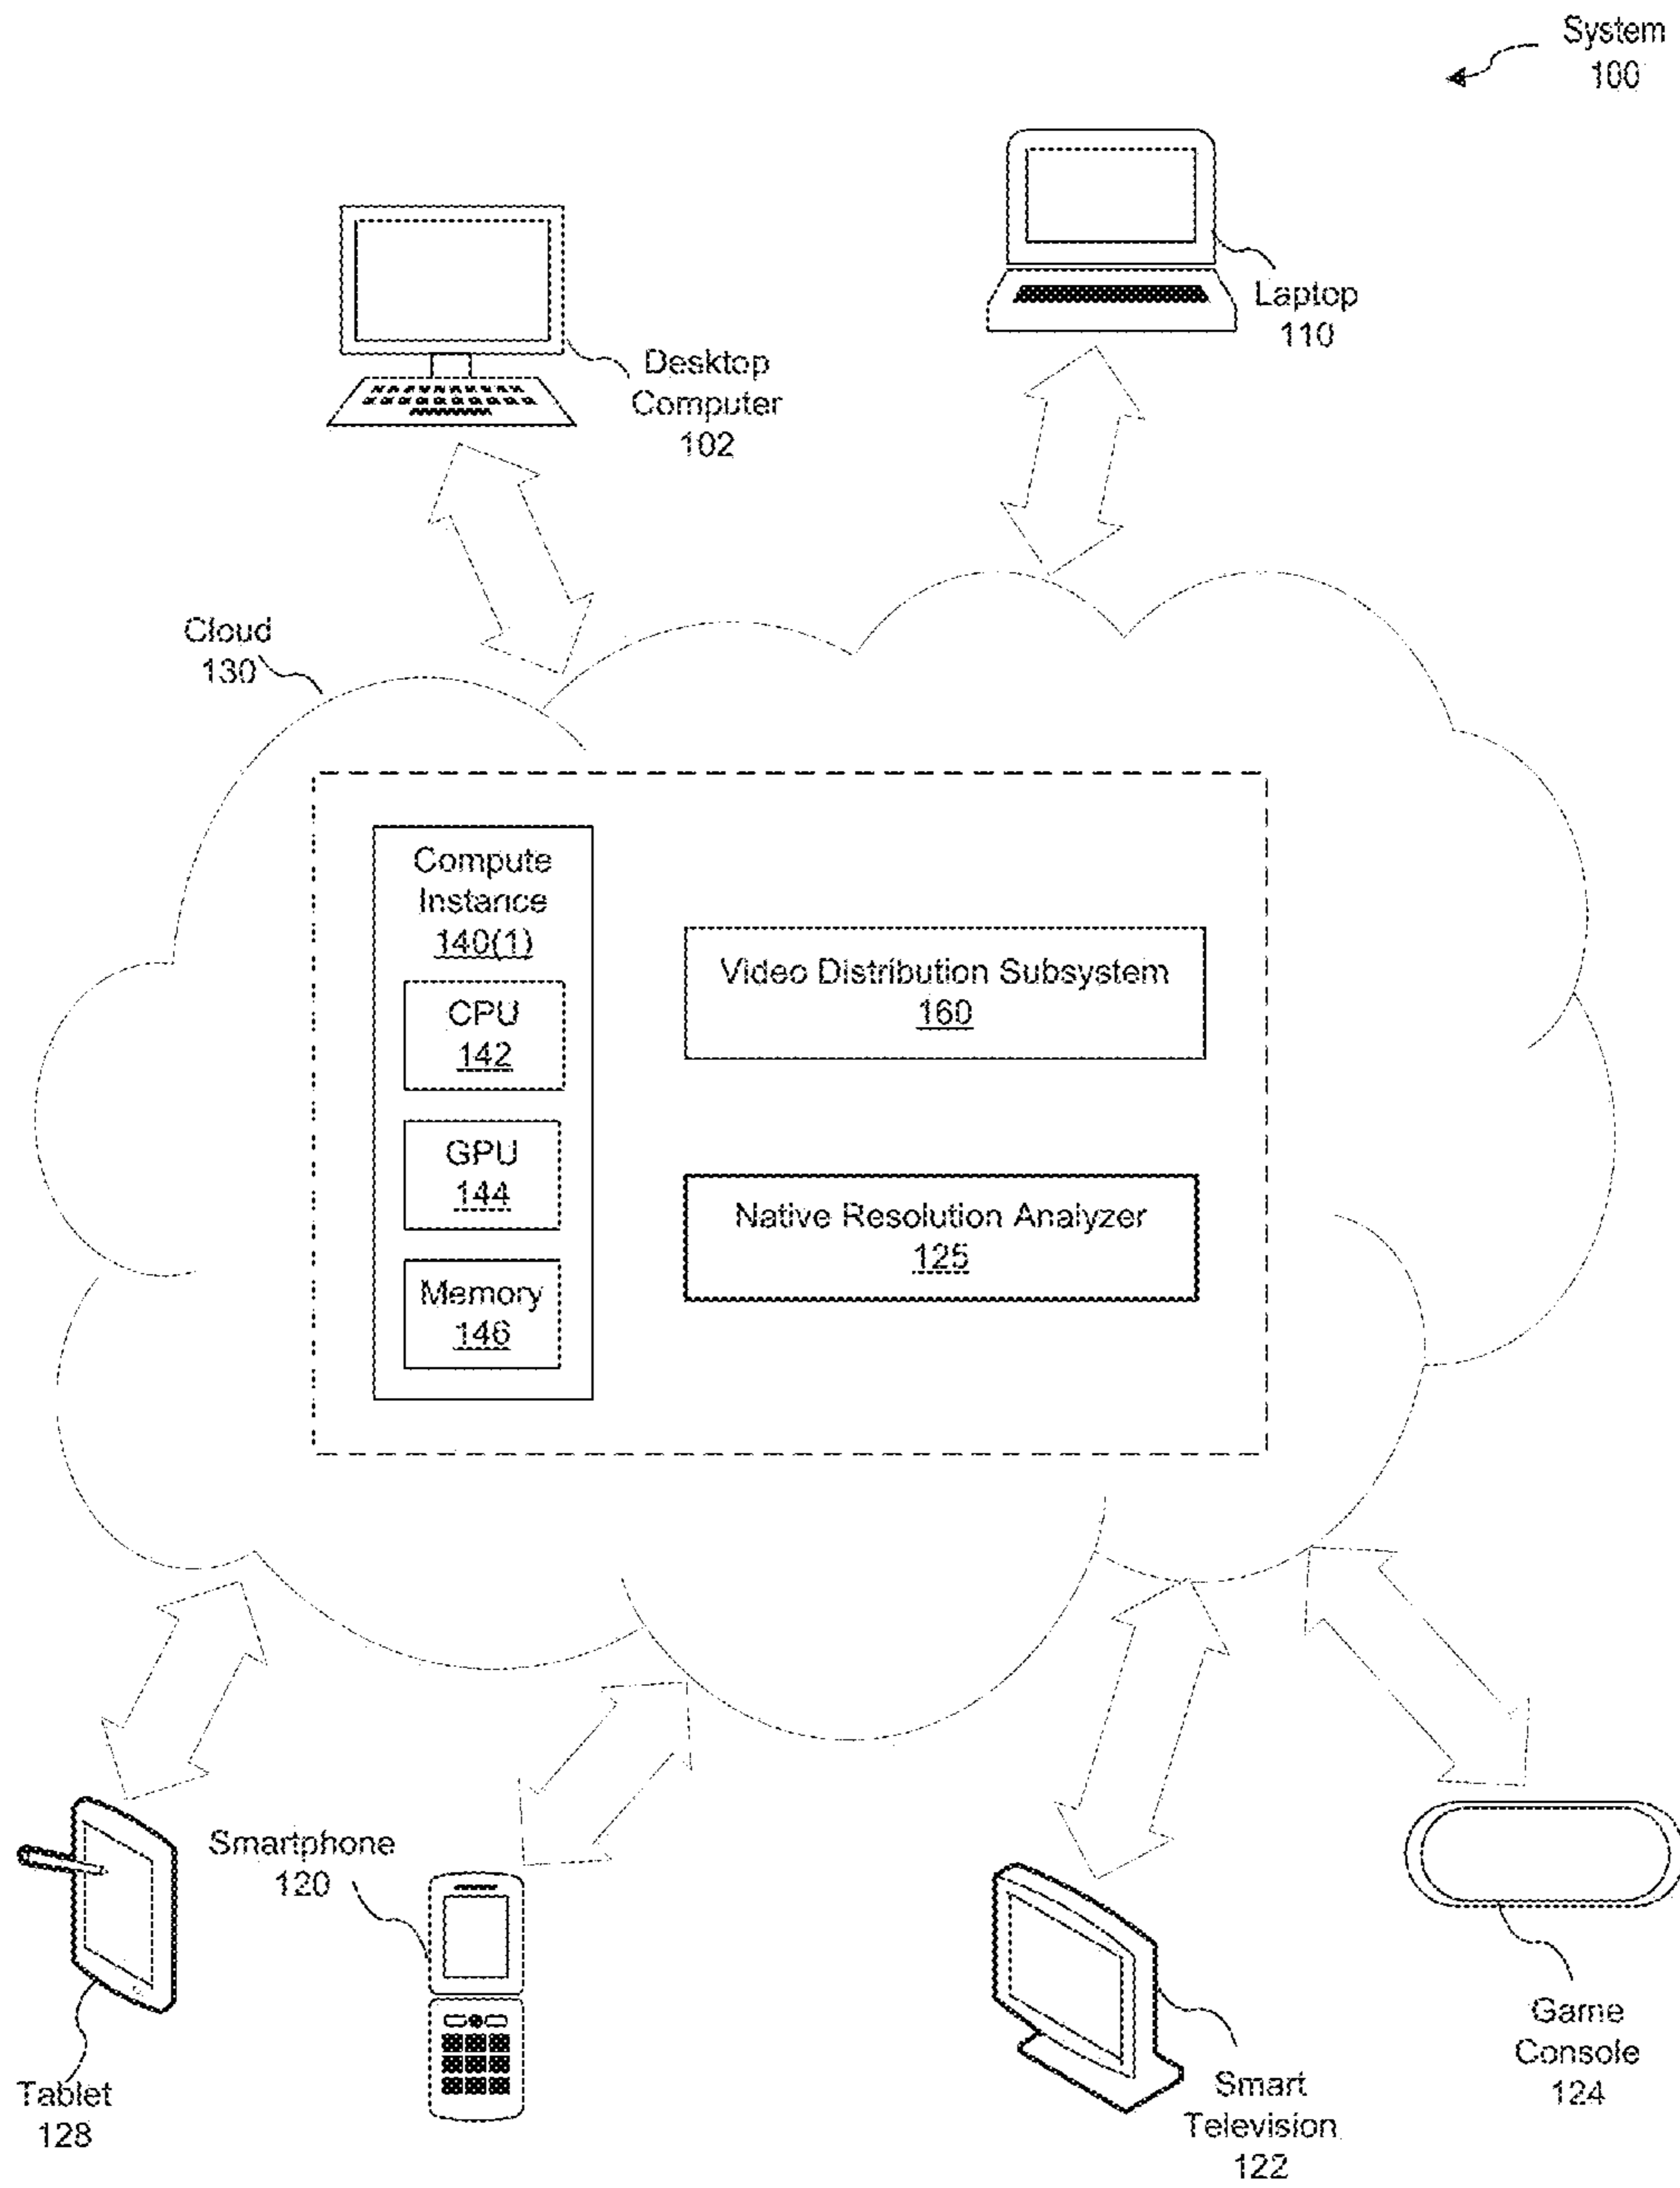 System
100
Laptop
110
Desktop
Computer
102
Cloud
130
Compute
Instance
140(1)
CPU
142
GPU
144
Memory
146
Video Distribution Subsystem
160
Native Resolution Analyzer
125
Smartphone
120
Tablet
128
Smart
Television
122
Game
Console
124